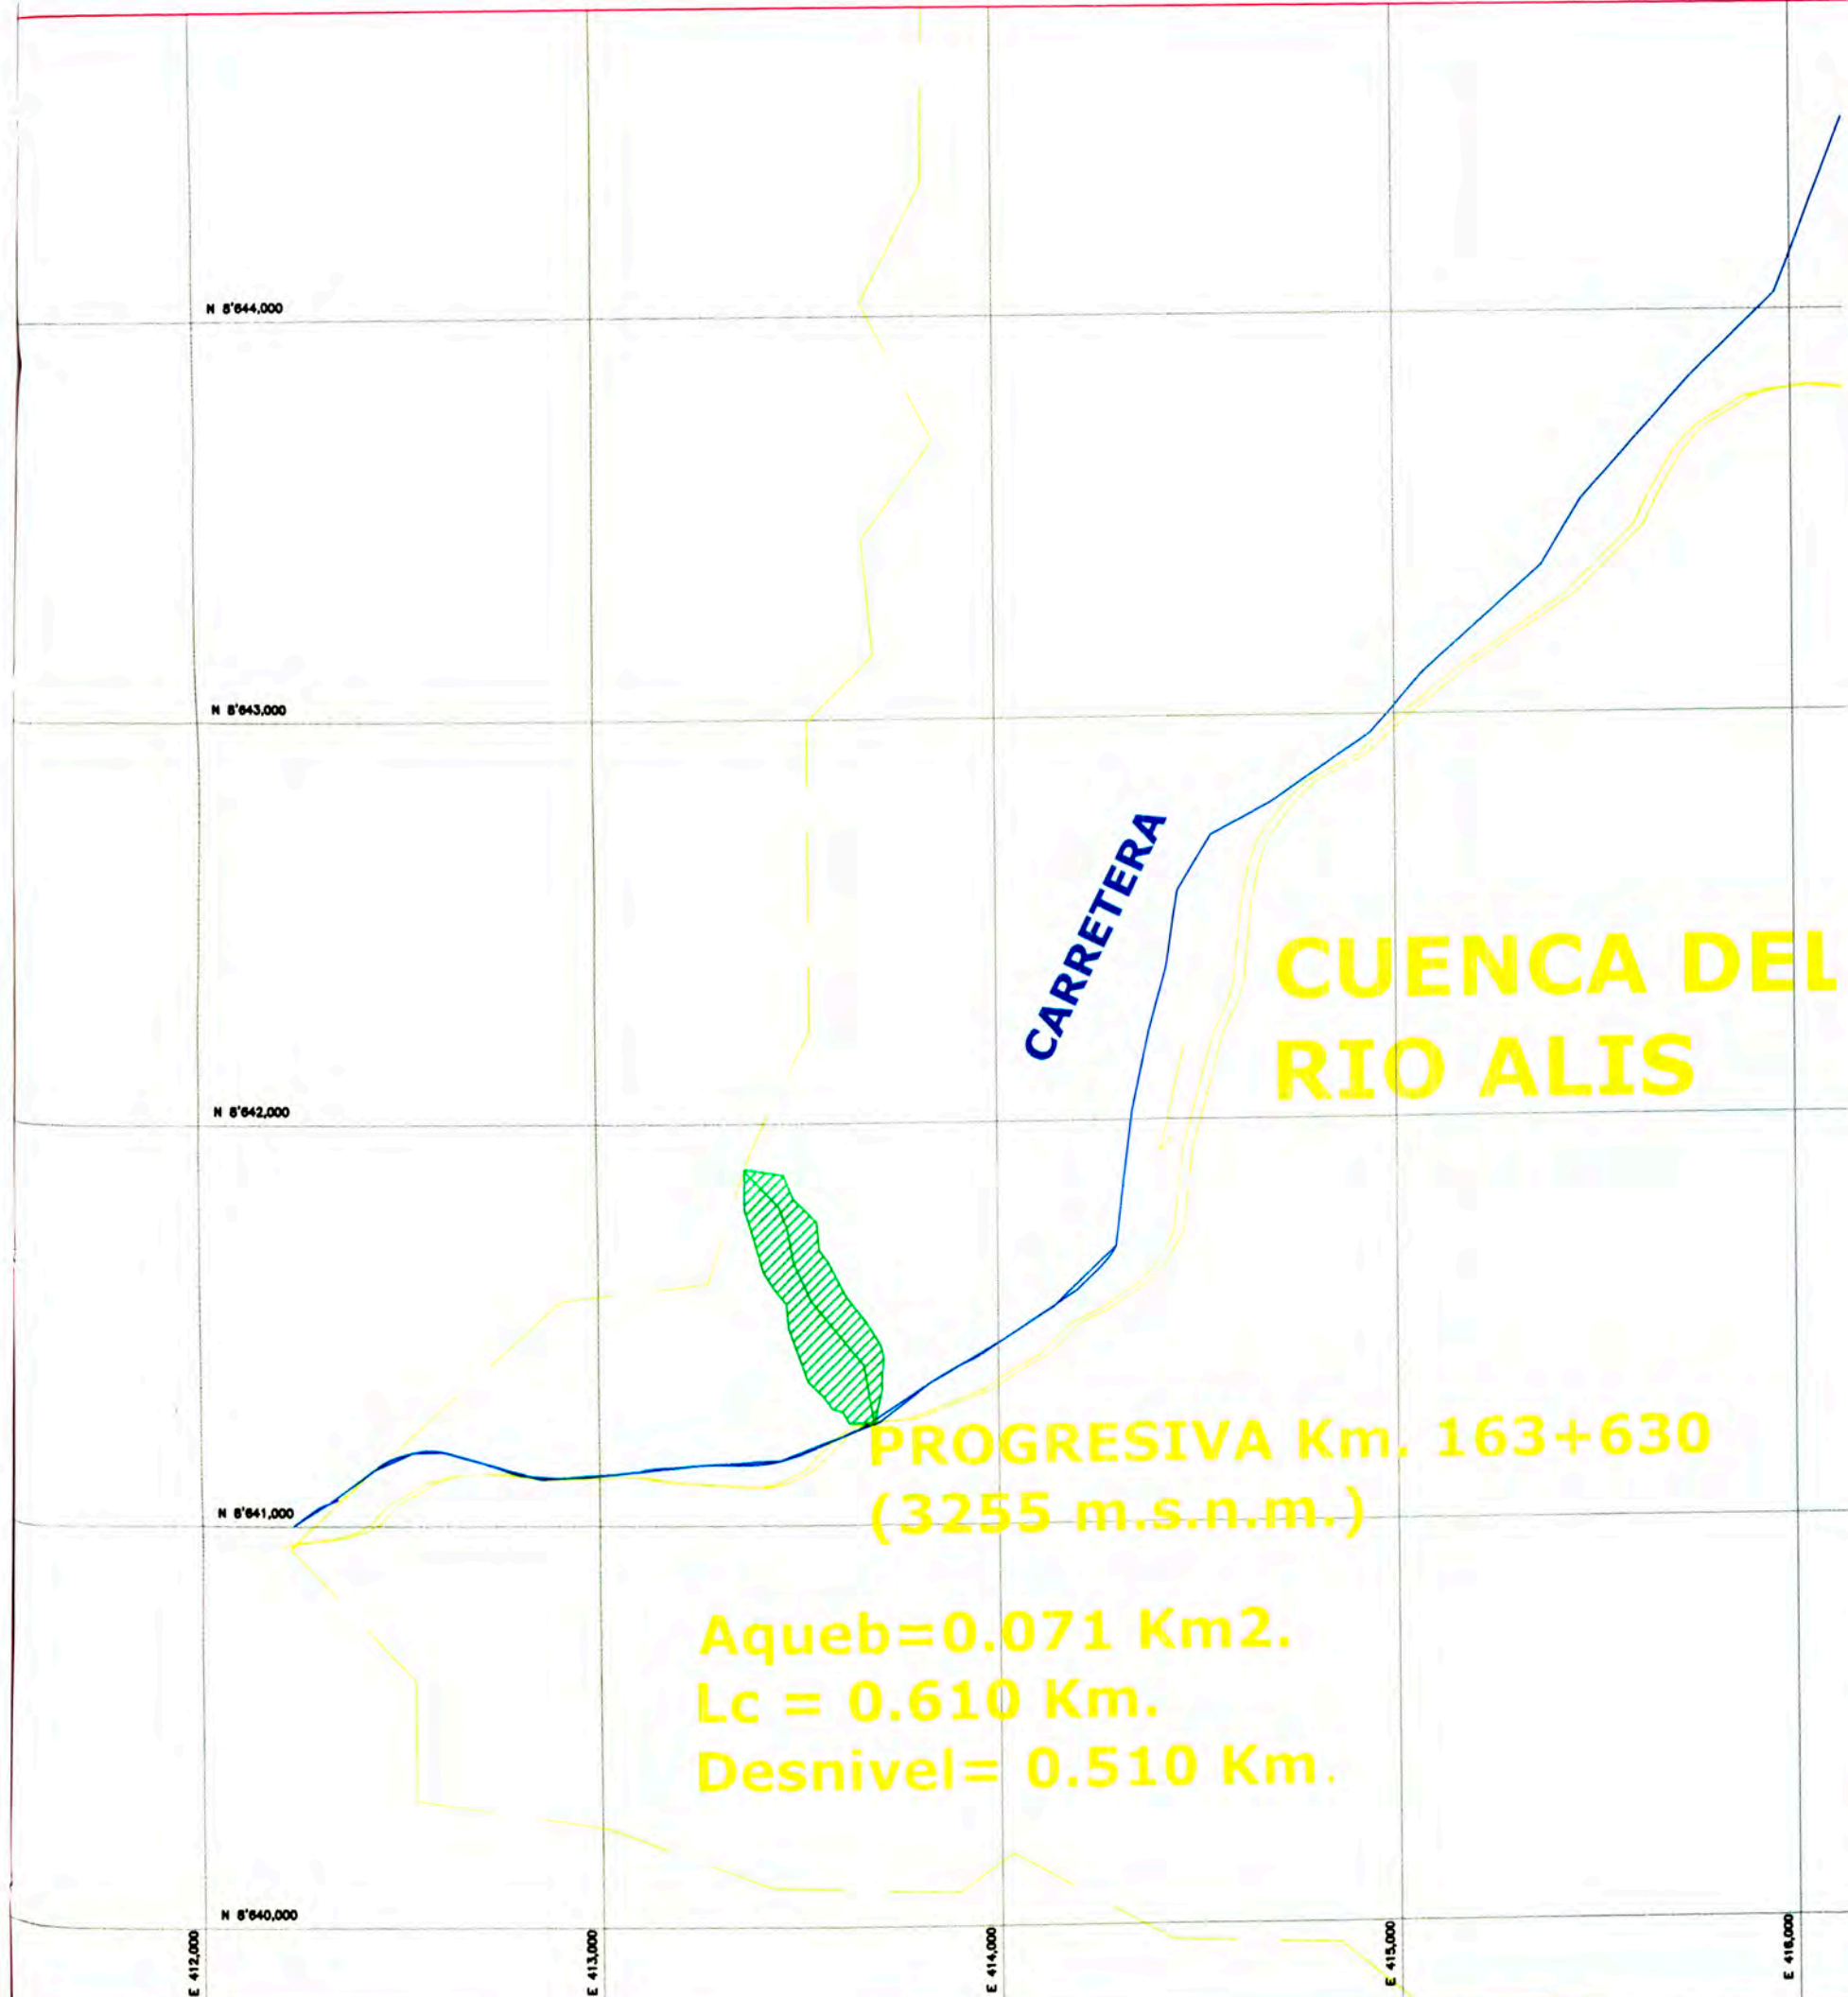 N 8'644,000
N 8'643,000
CARRETERA
CUENCA DEL
RIO ALIS
N 8'642,000
PROGRESIVA Km. 163+630
(3255 m.s.n.m.)
N 8'641,000
Aqueb=0.071 Km2.
Lc = 0.610 Km.
Desnivel= 0.510 Km.
N 8'640,000
E 412,000
E 413,000
E 414,000
E 415,000
E 416,000